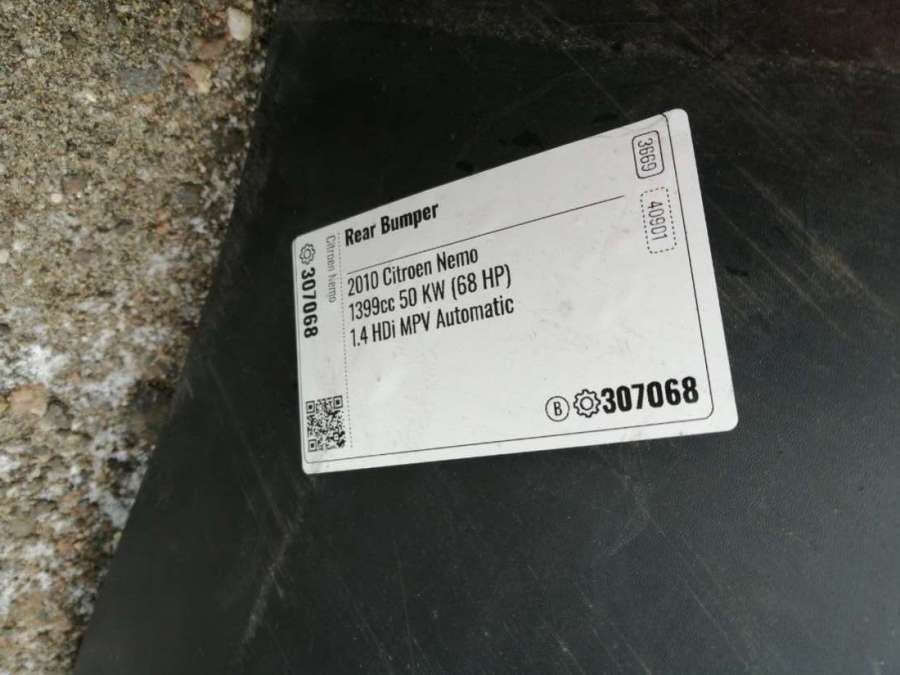 3669
40901
Rear Bumper
2010 Citroen Nemo
1399cc 50 KW (68 HP)
1.4 HDi MPV Automatic
B 307068
Citroen Nemo
307068